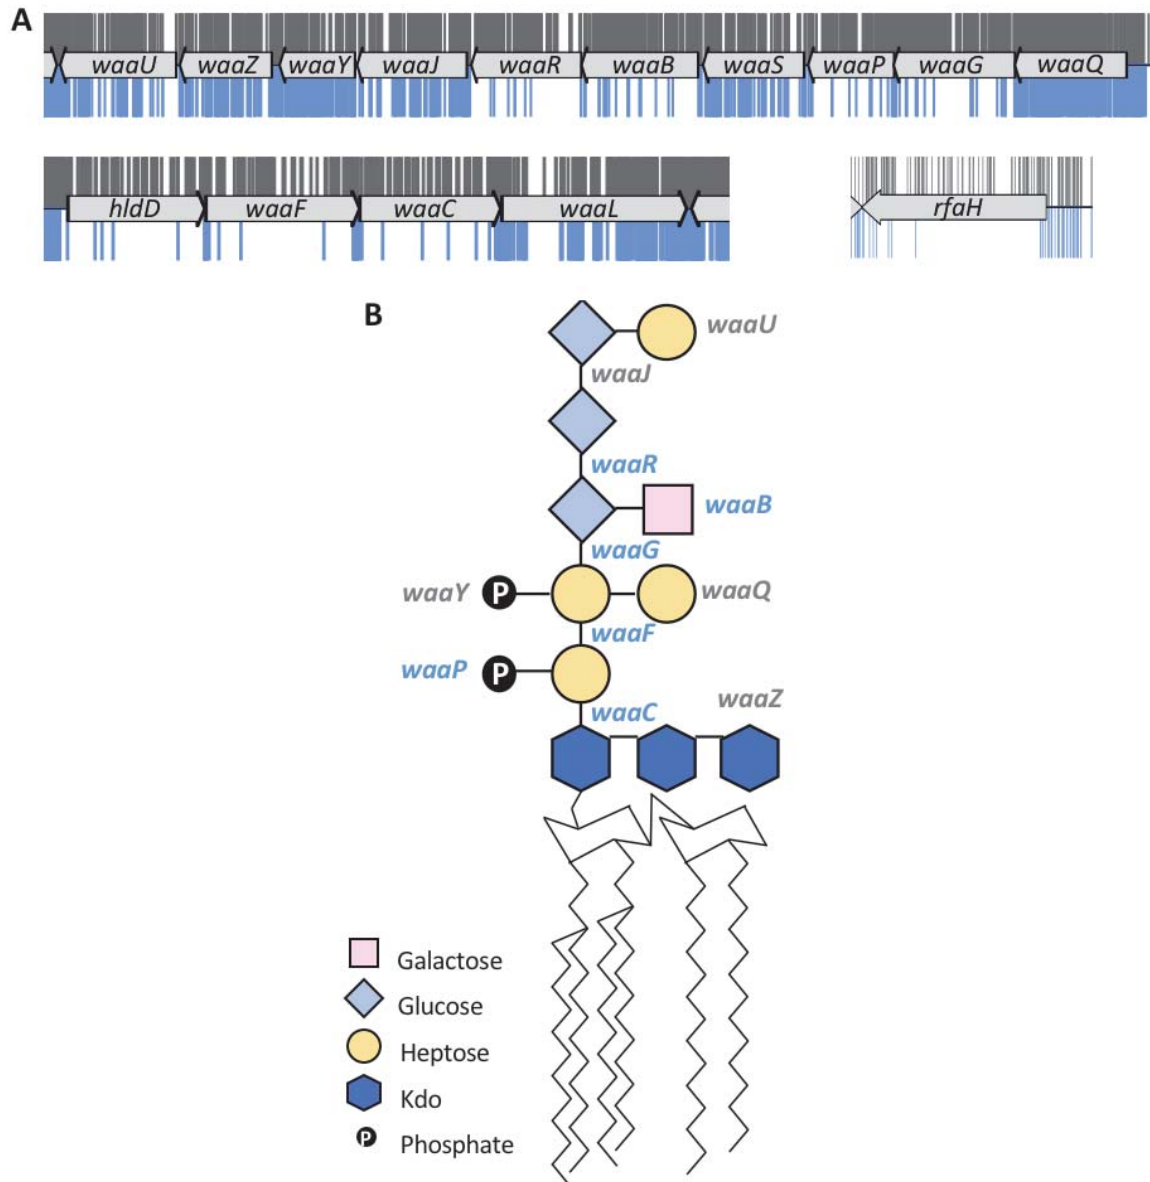 A
waaU waaZ waaY waaJ waaR waaB waaS waaP waaG waaQ
hldD waaF waaC waaL rfaH
B
waaU
waaJ
waaR
waaB
waaG
waaY P waaQ
waaF
waaP P
waaZ
waaC
Galactose
Glucose
Heptose
Kdo
P Phosphate